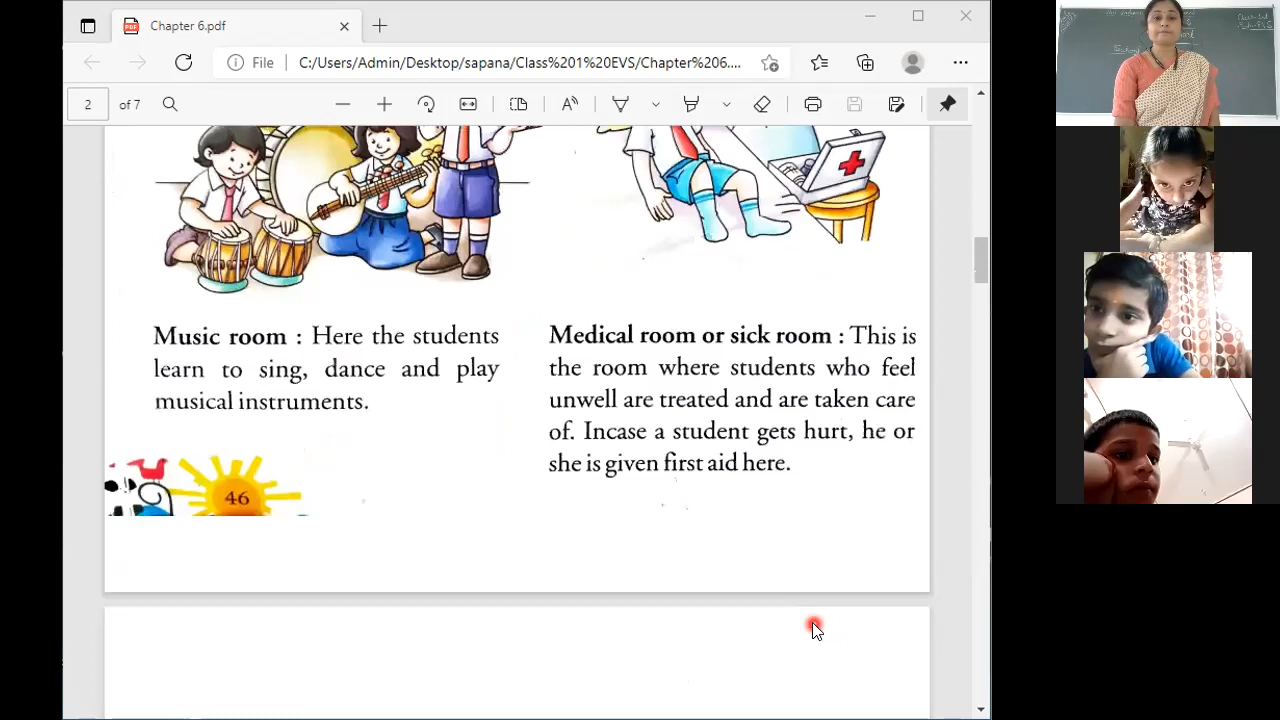 Chapter 6.pdf
File
C:/Users/Admin/Desktop/sapana/Class%201%20EVS/Chapter%206....
2 of 7
Music room : Here the students
learn to sing, dance and play
musical instruments.
46
Medical room or sick room : This is
the room where students who feel
unwell are treated and are taken care
of. Incase a student gets hurt, he or
she is given first aid here.